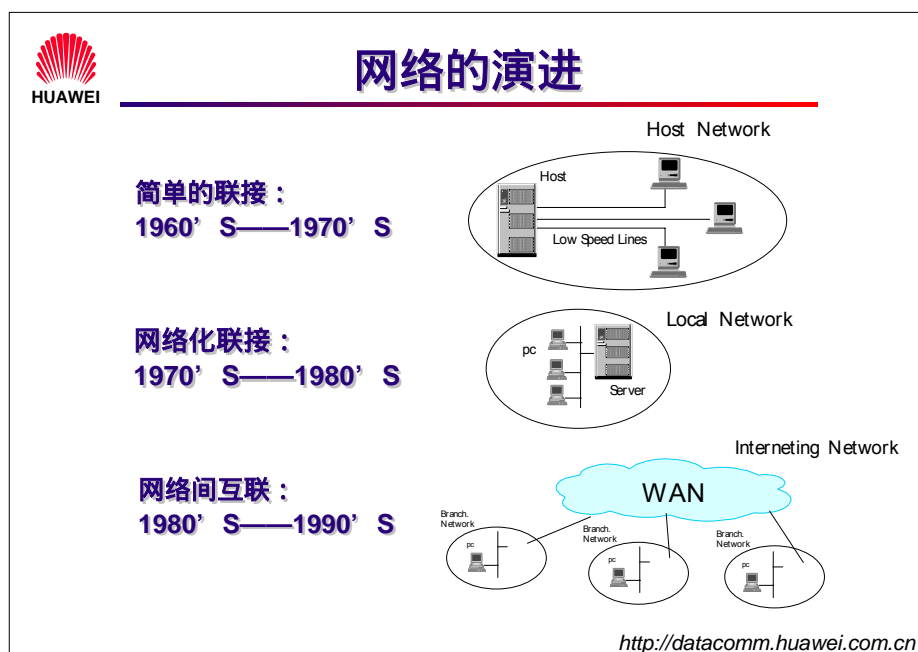 HUAWEI
网络的演进
简单的联接：
1960’S——1970’S
Host Network
Host
Low Speed Lines
网络化联接：
1970’S——1980’S
Local Network
pc
Server
网络间互联：
1980’S——1990’S
Interneting Network
WAN
Branch.
Network
pc
Branch.
Network
pc
Branch.
Network
pc
http://datacomm.huawei.com.cn